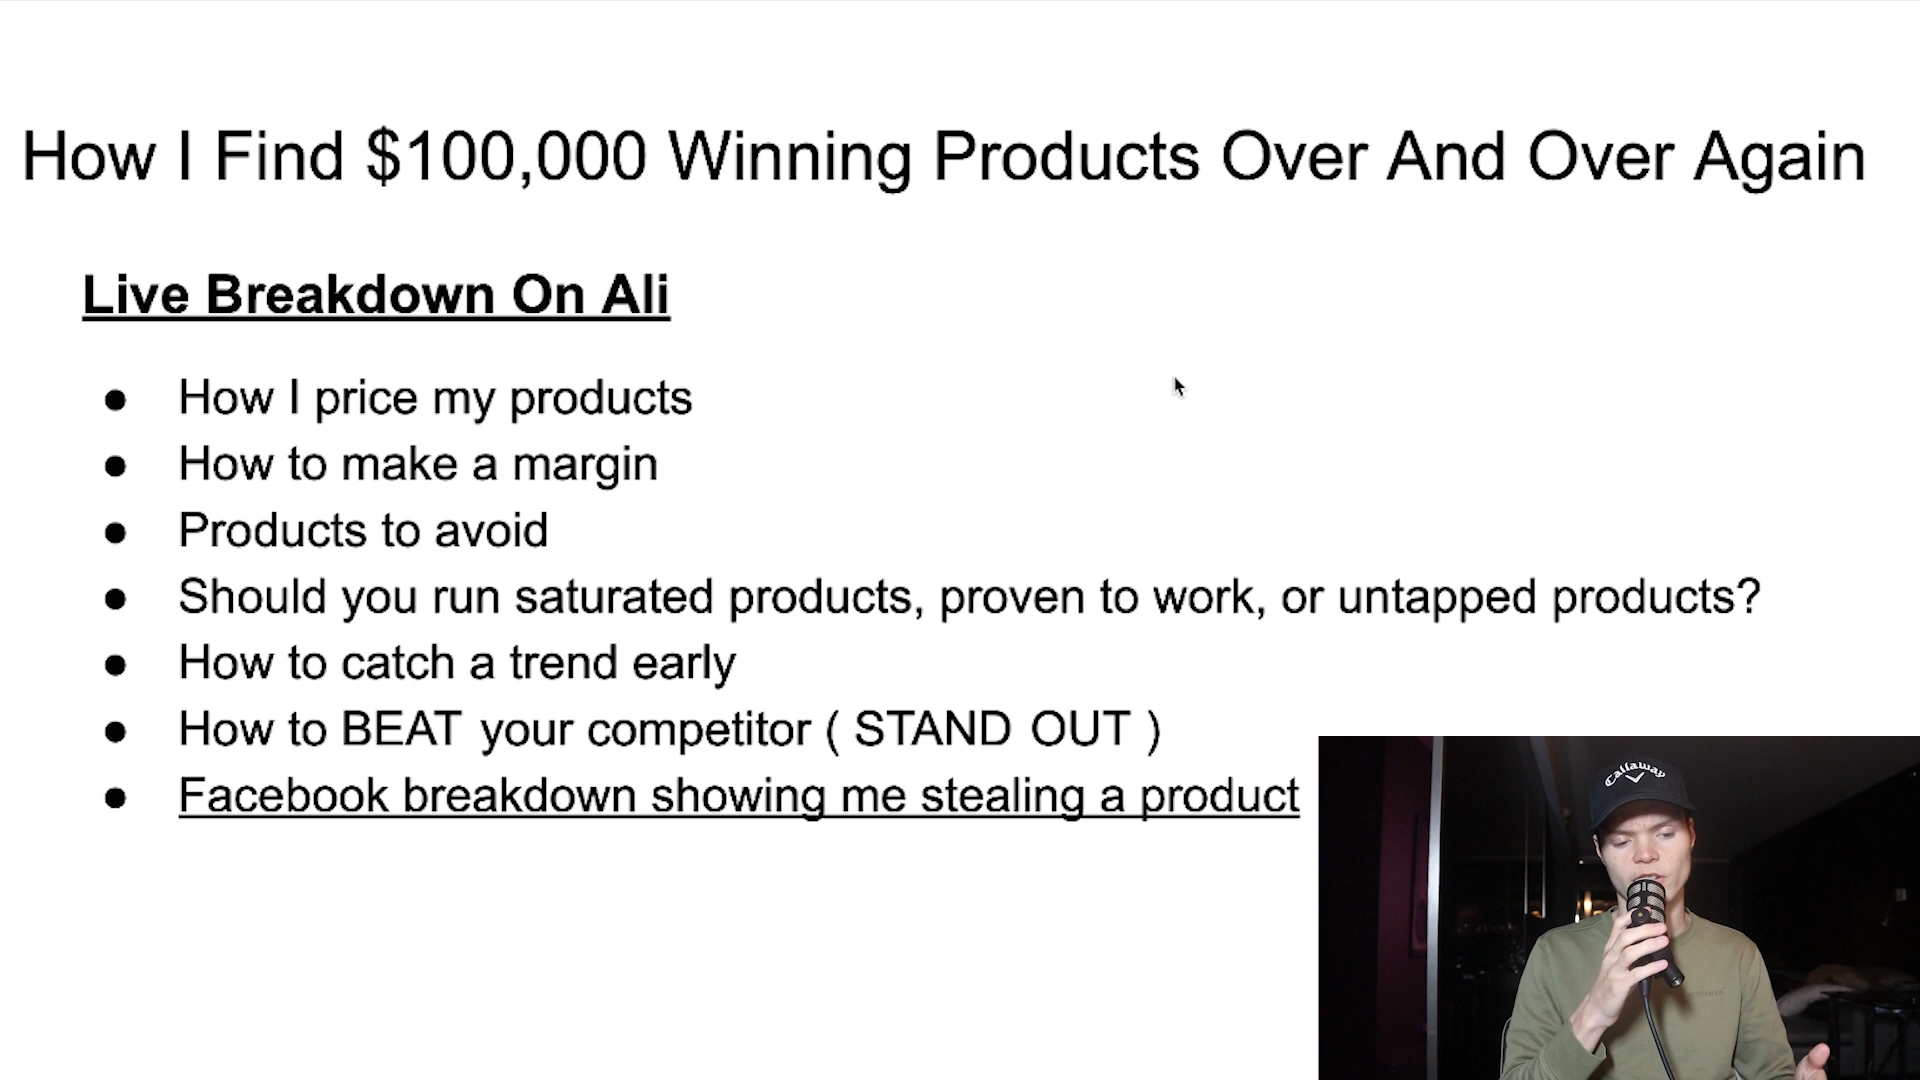 How I Find $100,000 Winning Products Over And Over Again
Live Breakdown On Ali
● How I price my products
● How to make a margin
● Products to avoid
● Should you run saturated products, proven to work, or untapped products?
● How to catch a trend early
● How to BEAT your competitor ( STAND OUT )
● Facebook breakdown showing me stealing a product
Callaway